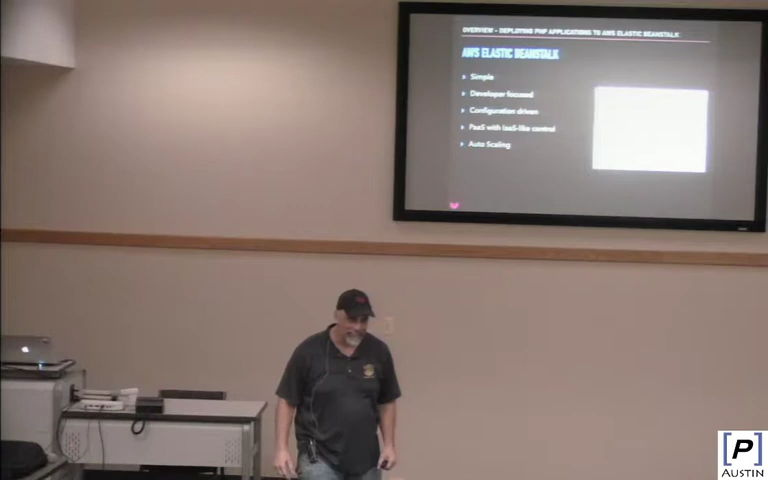 OVERVIEW - DEPLOYING PHP APPLICATIONS TO AWS ELASTIC BEANSTALK
AWS ELASTIC BEANSTALK
Simple
Developer focused
Configuration driven
PaaS with IaaS-like control
Auto Scaling
[P]
AUSTIN